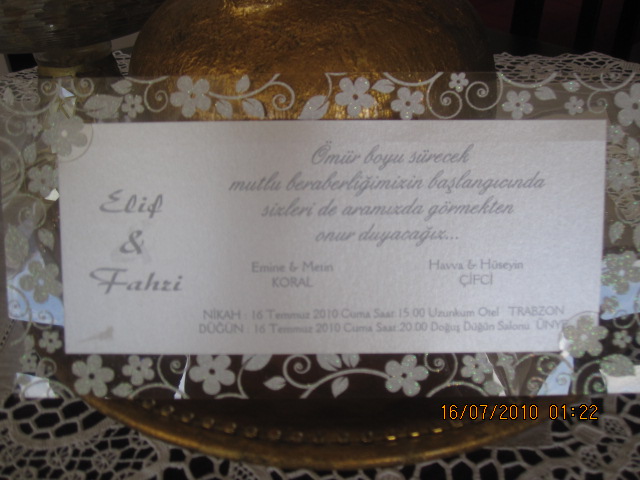 Elif
&
Fahri
Ömür boyu sürecek
mutlu beraberliğimizin başlangıcında
sizleri de aramızda görmekten
onur duyacağız...
Emine & Metin
KORAL
Havva & Hüseyin
ÇİFCİ
NİKAH : 16 Temmuz 2010 Cuma Saat 15.00 Uzunkum Otel TRABZON
DÜĞÜN : 16 Temmuz 2010 Cuma Saat 20.00 Doğuş Düğün Salonu ÜNYE
16/07/2010 01:22